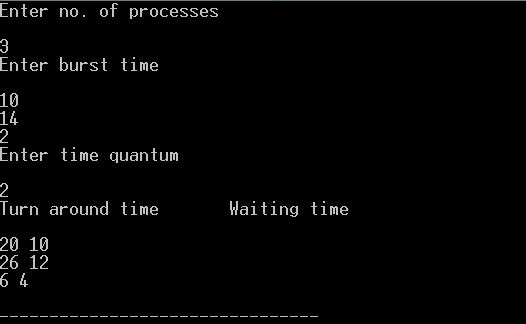 Enter no. of processes
3
Enter burst time
10
14
2
Enter time quantum
2
Turn around time Waiting time
20 10
26 12
6 4
--------------------------------